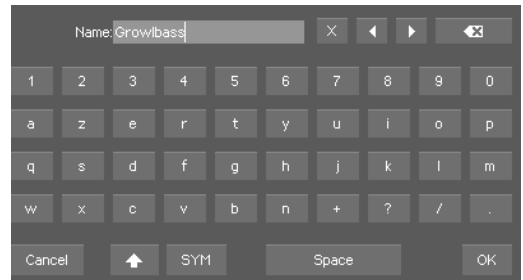 Name: Growlbass X
1 2 3 4 5 6 7 8 9 0
a z e r t y u i o p
q s d f g h j k l m
w x c v b n + ? / .
Cancel SYM Space OK